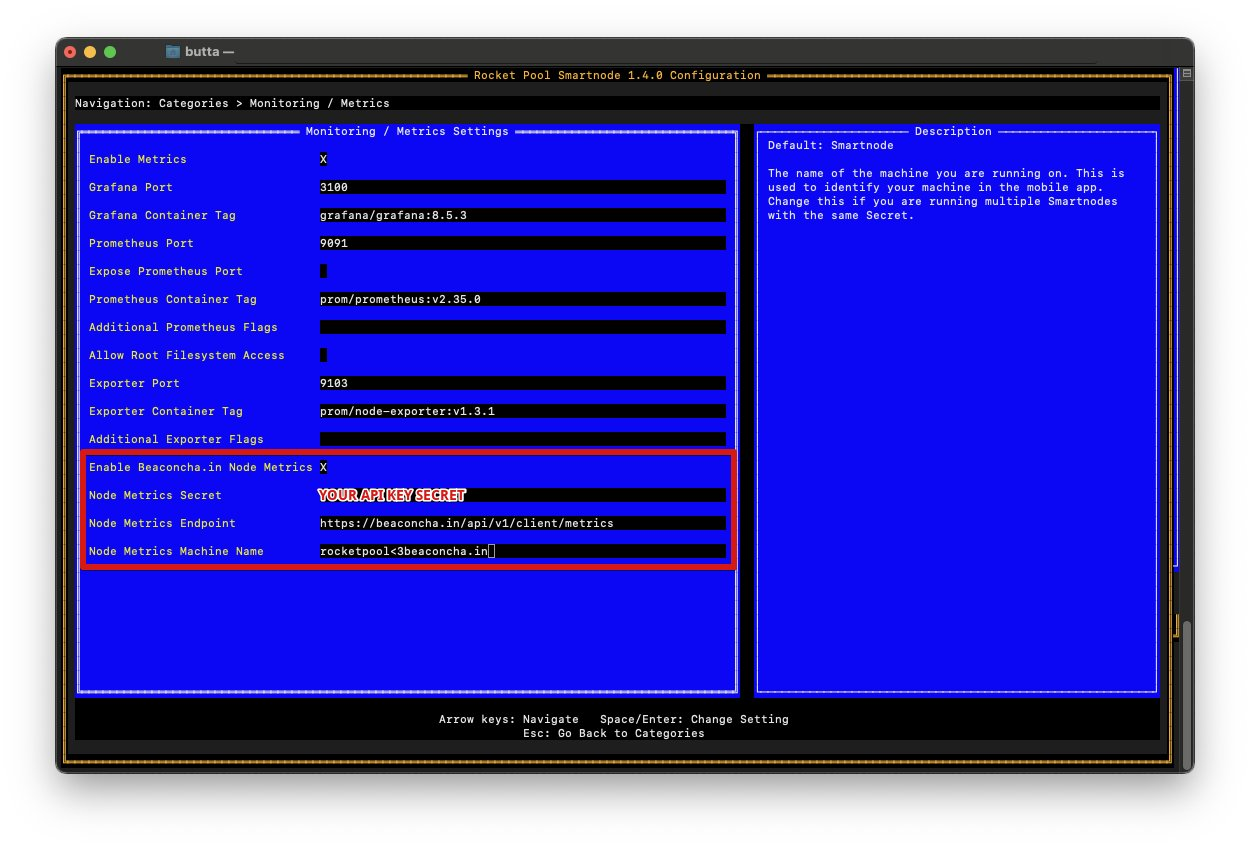 butta —
Rocket Pool Smartnode 1.4.0 Configuration
Navigation: Categories > Monitoring / Metrics
Monitoring / Metrics Settings
Enable Metrics X
Grafana Port 3100
Grafana Container Tag grafana/grafana:8.5.3
Prometheus Port 9091
Expose Prometheus Port
Prometheus Container Tag prom/prometheus:v2.35.0
Additional Prometheus Flags
Allow Root Filesystem Access
Exporter Port 9103
Exporter Container Tag prom/node-exporter:v1.3.1
Additional Exporter Flags
Enable Beaconcha.in Node Metrics X
Node Metrics Secret YOUR API KEY SECRET
Node Metrics Endpoint https://beaconcha.in/api/v1/client/metrics
Node Metrics Machine Name rocketpool<3beaconcha.in
Description
Default: Smartnode
The name of the machine you are running on. This is
used to identify your machine in the mobile app.
Change this if you are running multiple Smartnodes
with the same Secret.
Arrow keys: Navigate Space/Enter: Change Setting
Esc: Go Back to Categories